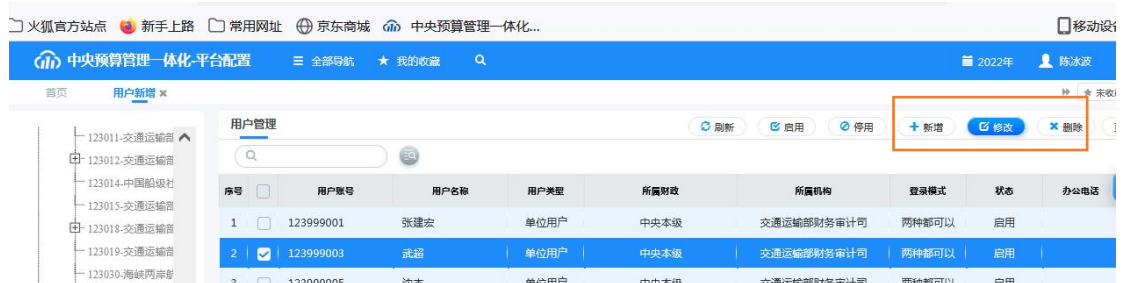 火狐官方站点 新手上路 常用网址 京东商城 中央预算管理一体化...
移动设
中央预算管理一体化-平台配置 全部导航 我的收藏 2022年 陈冰波
首页 用户新增
123011-交通运输部
123012-交通运输部
123014-中国船级社
123015-交通运输部
123018-交通运输部
123019-交通运输部
123030-海峡两岸航
用户管理 刷新 启用 停用 新增 修改 删除
序号 用户账号 用户名称 用户类型 所属财政 所属机构 登录模式 状态 办公电话
1 123999001 张建宏 单位用户 中央本级 交通运输部财务审计司 两种都可以 启用
2 123999003 武超 单位用户 中央本级 交通运输部财务审计司 两种都可以 启用